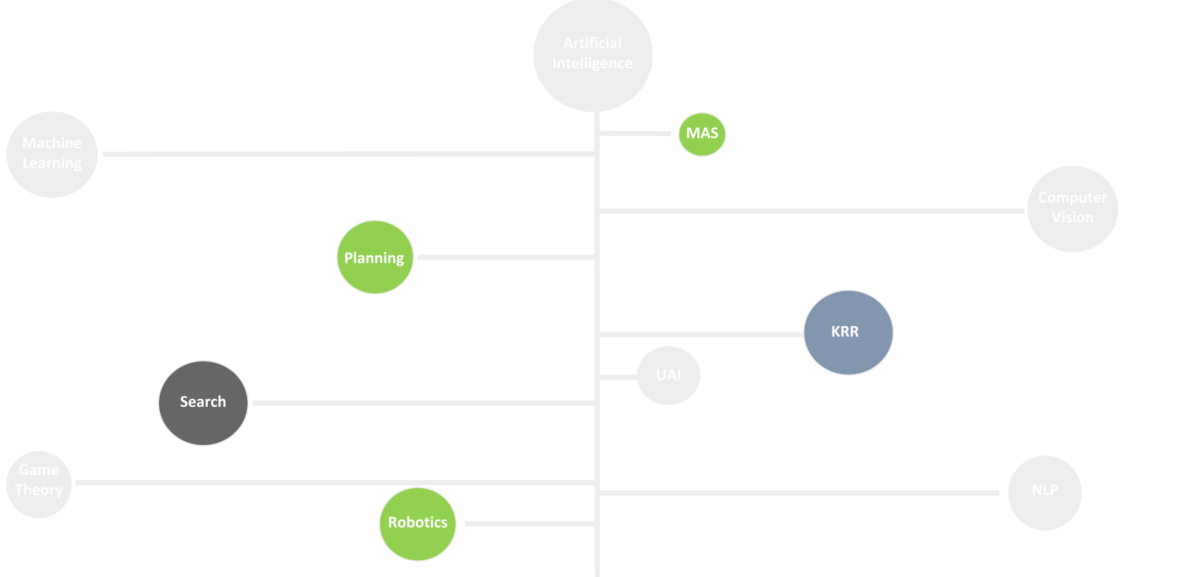 Artificial
Intelligence
MAS
Machine
Learning
Computer
Vision
Planning
KRR
UAI
Search
Game
Theory
NLP
Robotics